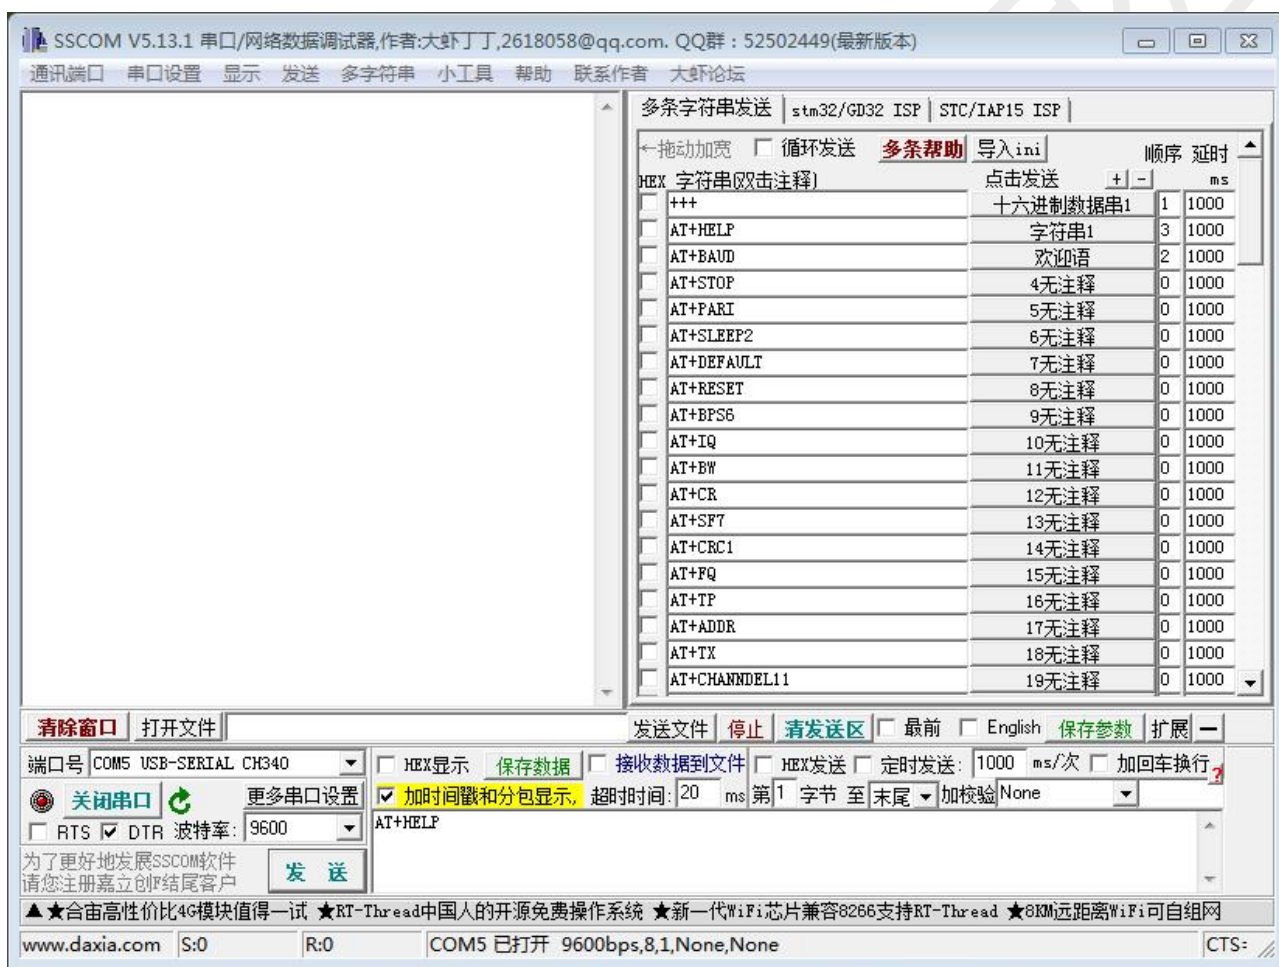 SSCOM V5.13.1 串口/网络数据调试器,作者:大虾丁丁,2618058@qq.com. QQ群：52502449(最新版本)
通讯端口 串口设置 显示 发送 多字符串 小工具 帮助 联系作者 大虾论坛
多条字符串发送 stm32/GD32 ISP STC/IAP15 ISP
←拖动加宽 循环发送 多条帮助 导入ini 顺序 延时
HEX 字符串(双击注释) 点击发送 + - ms
+++ 十六进制数据串1 1 1000
AT+HELP 字符串1 3 1000
AT+BAUD 欢迎语 2 1000
AT+STOP 4无注释 0 1000
AT+PARI 5无注释 0 1000
AT+SLEEP2 6无注释 0 1000
AT+DEFAULT 7无注释 0 1000
AT+RESET 8无注释 0 1000
AT+BPS6 9无注释 0 1000
AT+IQ 10无注释 0 1000
AT+BW 11无注释 0 1000
AT+CR 12无注释 0 1000
AT+SF7 13无注释 0 1000
AT+CRC1 14无注释 0 1000
AT+FQ 15无注释 0 1000
AT+TP 16无注释 0 1000
AT+ADDR 17无注释 0 1000
AT+TX 18无注释 0 1000
AT+CHANNDEL11 19无注释 0 1000
清除窗口 打开文件 发送文件 停止 清发送区 最前 English 保存参数 扩展 —
端口号 COM5 USB-SERIAL CH340 HEX显示 保存数据 接收数据到文件 HEX发送 定时发送: 1000 ms/次 加回车换行 ?
关闭串口 更多串口设置 加时间戳和分包显示, 超时时间: 20 ms 第1 字节 至 末尾 加校验 None
RTS DTR 波特率: 9600
AT+HELP
为了更好地发展SSCOM软件
请您注册嘉立创F结尾客户
发 送
▲★合宙高性价比4G模块值得一试 ★RT-Thread中国人的开源免费操作系统 ★新一代WiFi芯片兼容8266支持RT-Thread ★8KM远距离WiFi可自组网
www.daxia.com S:0 R:0 COM5 已打开 9600bps,8,1,None,None CTS=